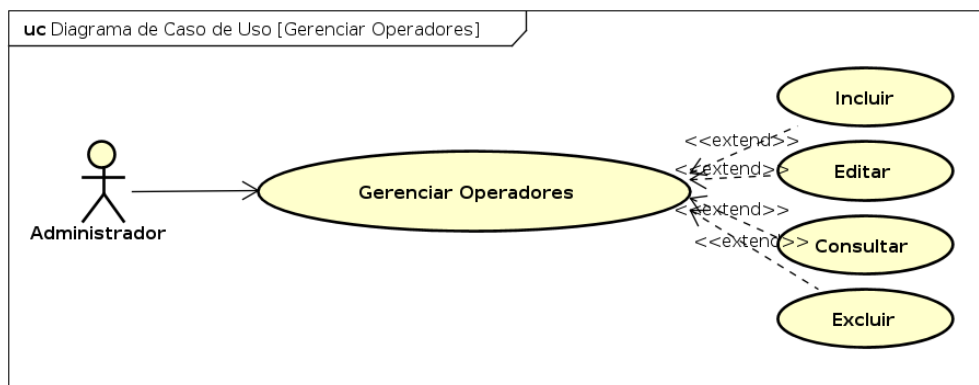 uc Diagrama de Caso de Uso [Gerenciar Operadores]
Incluir
<<extend>>
<<extend>>
Editar
Gerenciar Operadores
<<extend>>
Administrador
<<extend>>
Consultar
Excluir